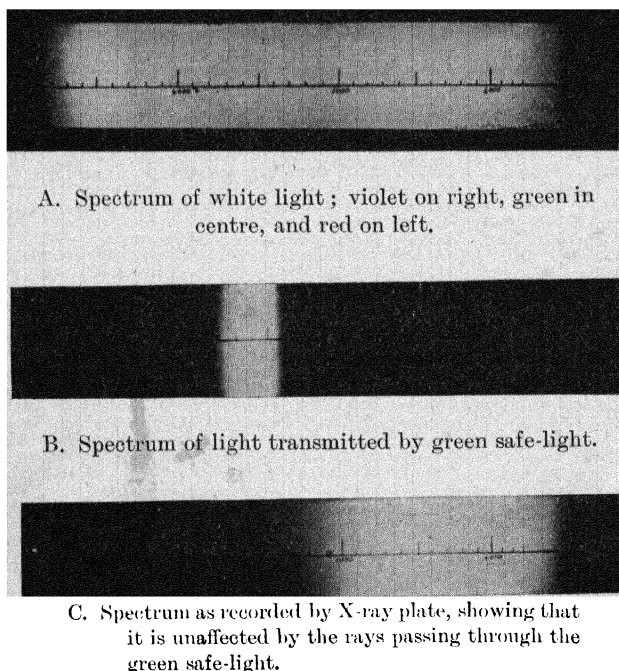 A. Spectrum of white light ; violet on right, green in
centre, and red on left.
B. Spectrum of light transmitted by green safe-light.
C. Spectrum as recorded by X-ray plate, showing that
it is unaffected by the rays passing through the
green safe-light.